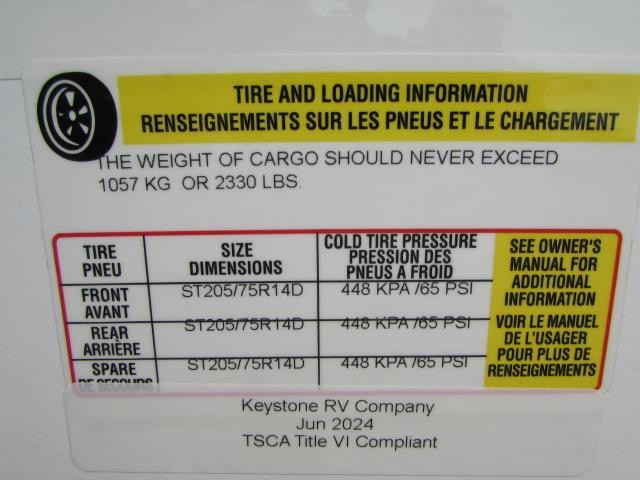 TIRE AND LOADING INFORMATION
RENSEIGNEMENTS SUR LES PNEUS ET LE CHARGEMENT
THE WEIGHT OF CARGO SHOULD NEVER EXCEED
1057 KG OR 2330 LBS.
TIRE
PNEU
SIZE
DIMENSIONS
COLD TIRE PRESSURE
PRESSION DES
PNEUS A FROID
SEE OWNER'S
MANUAL FOR
ADDITIONAL
INFORMATION
VOIR LE MANUEL
DE L'USAGER
POUR PLUS DE
RENSEIGNEMENTS
FRONT
AVANT
ST205/75R14D
448 KPA /65 PSI
REAR
ARRIÈRE
ST205/75R14D
448 KPA /65 PSI
SPARE
DE SECOURS
ST205/75R14D
448 KPA /65 PSI
Keystone RV Company
Jun 2024
TSCA Title VI Compliant